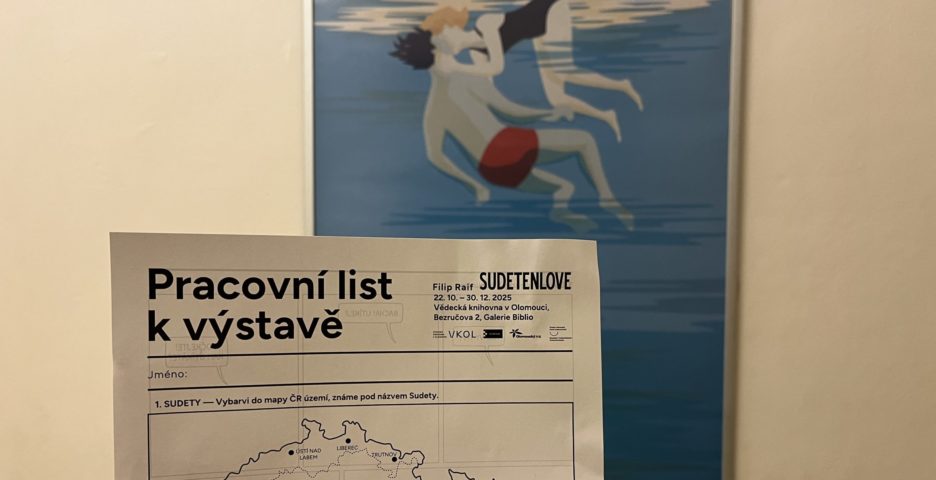 Pracovní list
k výstavě
Filip Raif SUDETENLOVE
22. 10. – 30. 12. 2025
Vědecká knihovna v Olomouci,
Bezručova 2, Galerie Biblio
VKOL
Jméno:
1. SUDETY — Vybarvi do mapy ČR území, známe pod názvem Sudety.
ÚSTÍ NAD
LABEM
LIBEREC
TRUTNOV